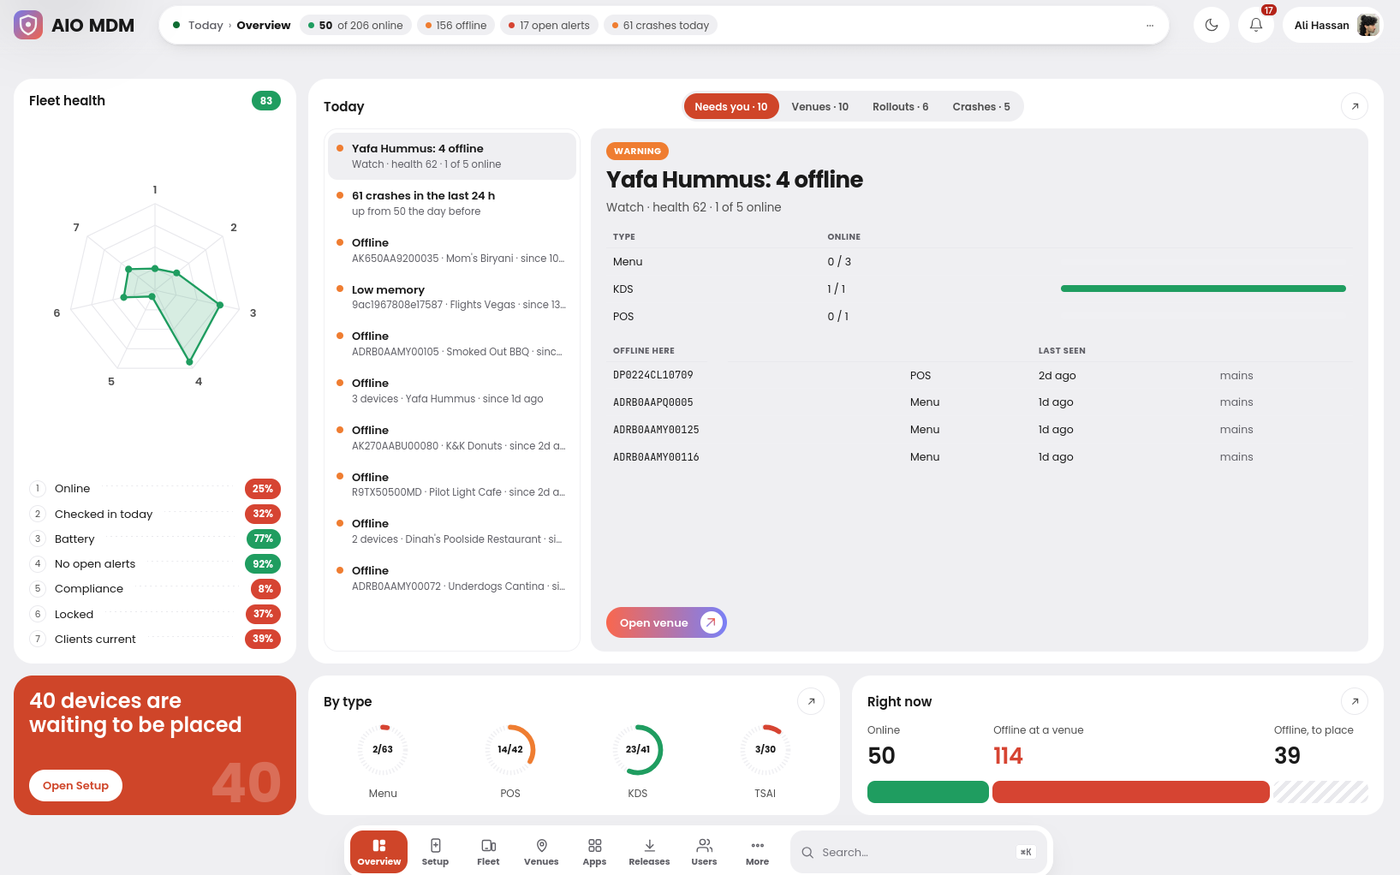 AIO MDM
Today › Overview
50 of 206 online
156 offline
17 open alerts
61 crashes today
...
17
Ali Hassan
Fleet health
83
1
2
3
4
5
6
7
1 Online 25%
2 Checked in today 32%
3 Battery 77%
4 No open alerts 92%
5 Compliance 8%
6 Locked 37%
7 Clients current 39%
Today
Needs you · 10
Venues · 10
Rollouts · 6
Crashes · 5
Yafa Hummus: 4 offline
Watch · health 62 · 1 of 5 online
61 crashes in the last 24 h
up from 50 the day before
Offline
AK650AA9200035 · Mom's Biryani · since 10...
Low memory
9ac1967808e17587 · Flights Vegas · since 13...
Offline
ADRB0AAMY00105 · Smoked Out BBQ · sinc...
Offline
3 devices · Yafa Hummus · since 1d ago
Offline
AK270AABU00080 · K&K Donuts · since 2d a...
Offline
R9TX50500MD · Pilot Light Cafe · since 2d a...
Offline
2 devices · Dinah's Poolside Restaurant · si...
Offline
ADRB0AAMY00072 · Underdogs Cantina · si...
WARNING
Yafa Hummus: 4 offline
Watch · health 62 · 1 of 5 online
TYPE ONLINE
Menu 0 / 3
KDS 1 / 1
POS 0 / 1
OFFLINE HERE LAST SEEN
DP0224CL10709 POS 2d ago mains
ADRB0AAPQ0005 Menu 1d ago mains
ADRB0AAMY00125 Menu 1d ago mains
ADRB0AAMY00116 Menu 1d ago mains
Open venue
40 devices are
waiting to be placed
Open Setup
40
By type
2/63
14/42
23/41
3/30
Menu
POS
KDS
TSAI
Right now
Online
50
Offline at a venue
114
Offline, to place
39
Overview
Setup
Fleet
Venues
Apps
Releases
Users
More
Search...
⌘K